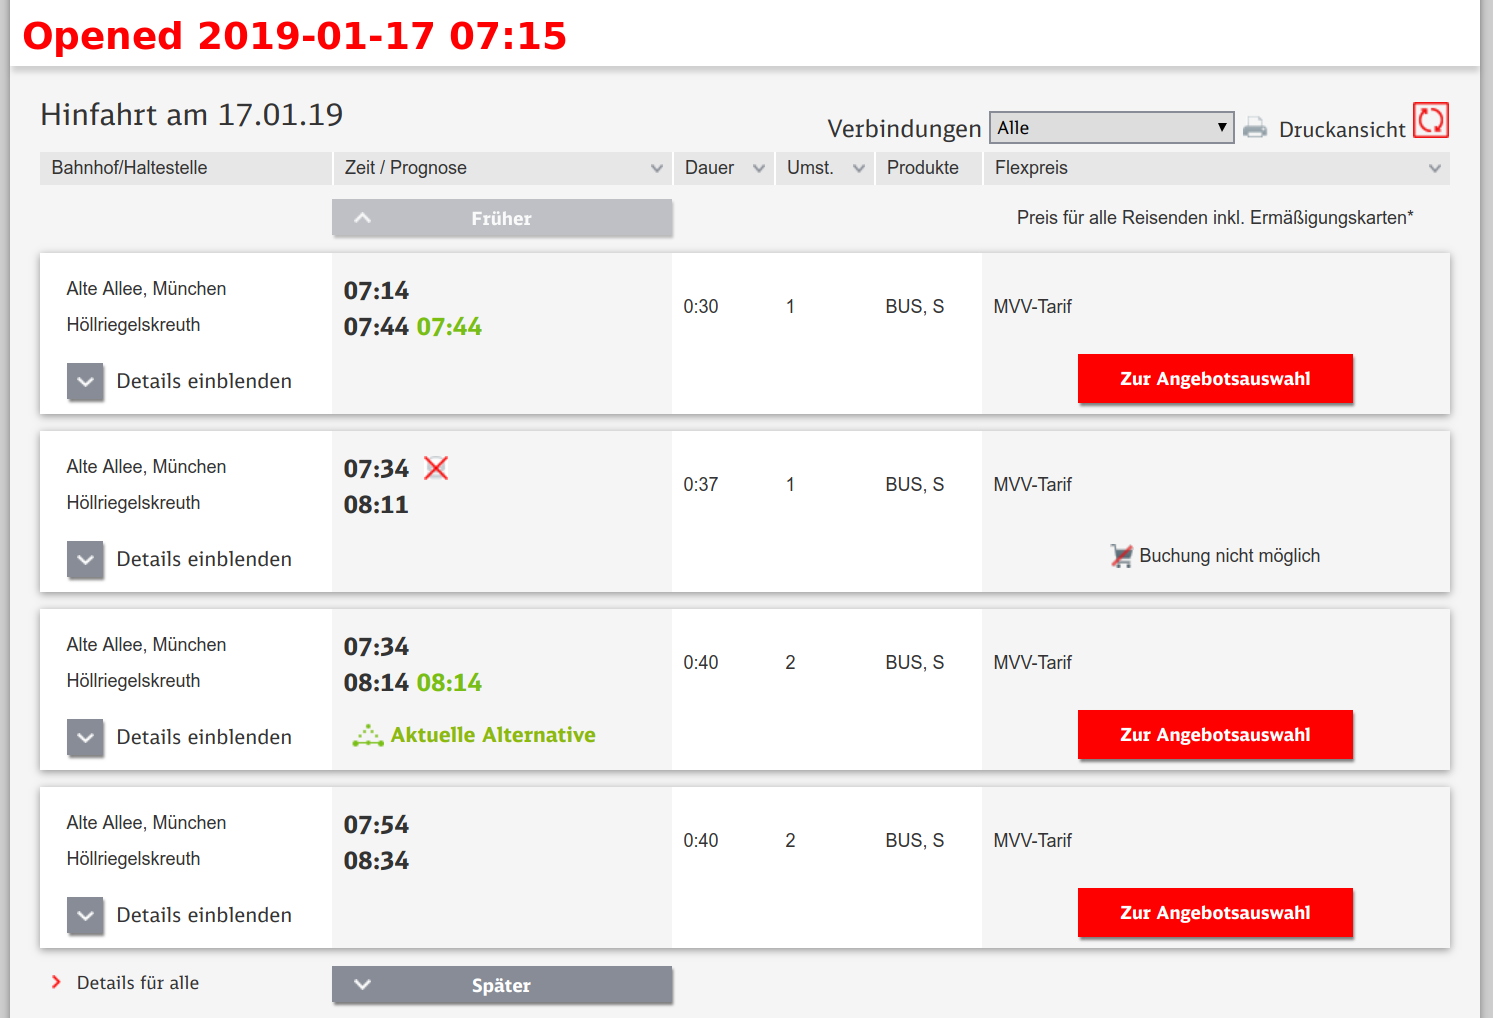 Opened 2019-01-17 07:15
Hinfahrt am 17.01.19
Verbindungen Alle Druckansicht
Bahnhof/Haltestelle Zeit / Prognose Dauer Umst. Produkte Flexpreis
Früher Preis für alle Reisenden inkl. Ermäßigungskarten*
Alte Allee, München 07:14
0:30 1 BUS, S MVV-Tarif
Höllriegelskreuth 07:44 07:44
Details einblenden Zur Angebotsauswahl
Alte Allee, München 07:34
0:37 1 BUS, S MVV-Tarif
Höllriegelskreuth 08:11
Details einblenden Buchung nicht möglich
Alte Allee, München 07:34
0:40 2 BUS, S MVV-Tarif
Höllriegelskreuth 08:14 08:14
Details einblenden Aktuelle Alternative Zur Angebotsauswahl
Alte Allee, München 07:54
0:40 2 BUS, S MVV-Tarif
Höllriegelskreuth 08:34
Details einblenden Zur Angebotsauswahl
Details für alle Später